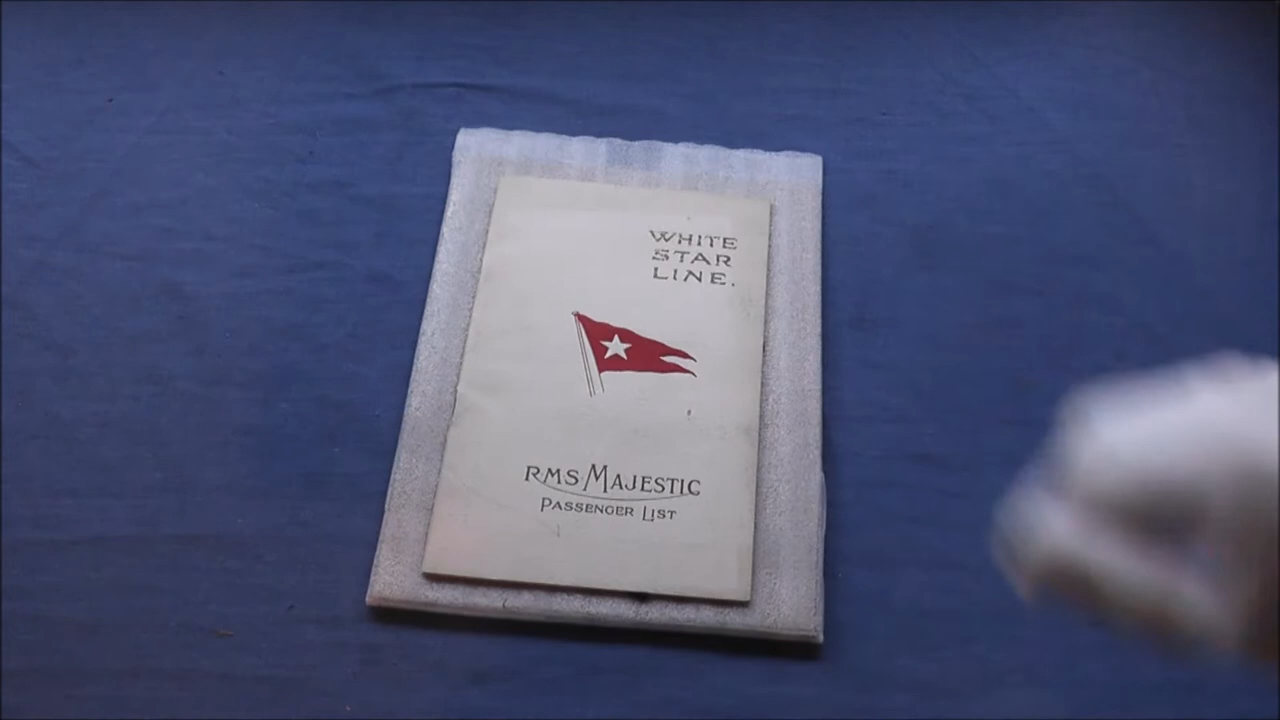 WHITE
STAR
LINE.
RMS MAJESTIC
PASSENGER LIST